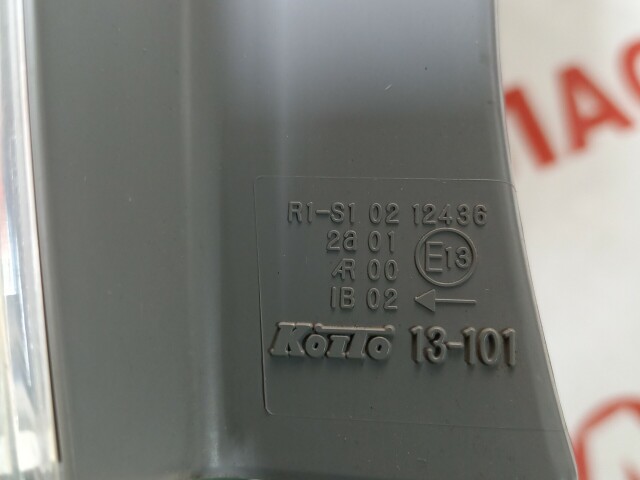 R1-S1 02 12436
2a 01
AR 00
IB 02
E13
KOITO 13-101